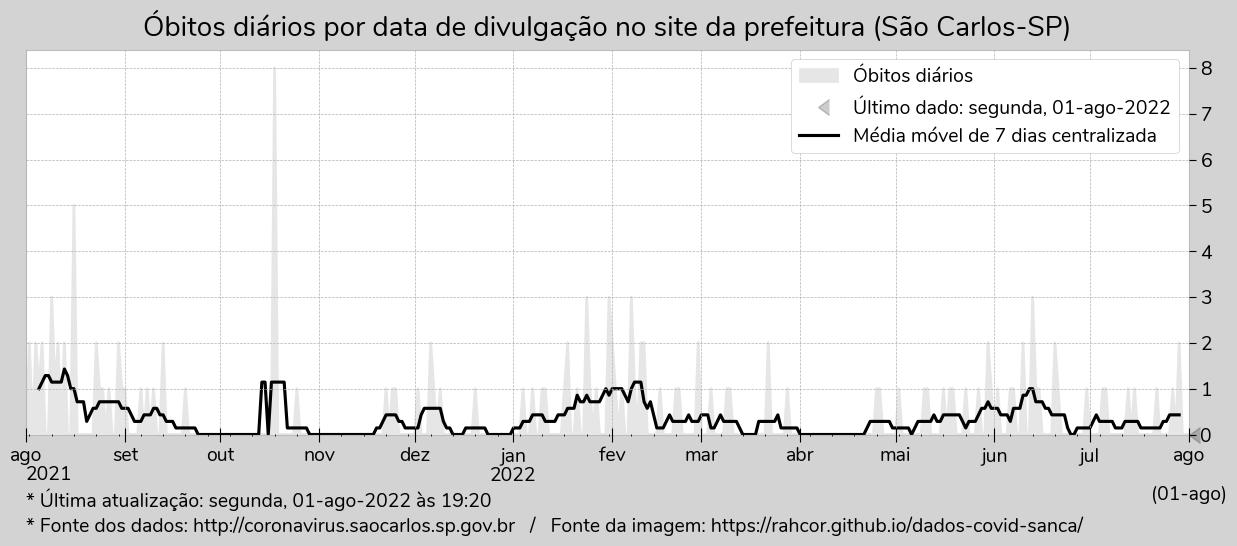 Óbitos diários por data de divulgação no site da prefeitura (São Carlos-SP)
Óbitos diários
Último dado: segunda, 01-ago-2022
Média móvel de 7 dias centralizada
8
7
6
5
4
3
2
1
0
ago set out nov dez jan fev mar abr mai jun jul ago
2021 2022
(01-ago)
* Última atualização: segunda, 01-ago-2022 às 19:20
* Fonte dos dados: http://coronavirus.saocarlos.sp.gov.br / Fonte da imagem: https://rahcor.github.io/dados-covid-sanca/